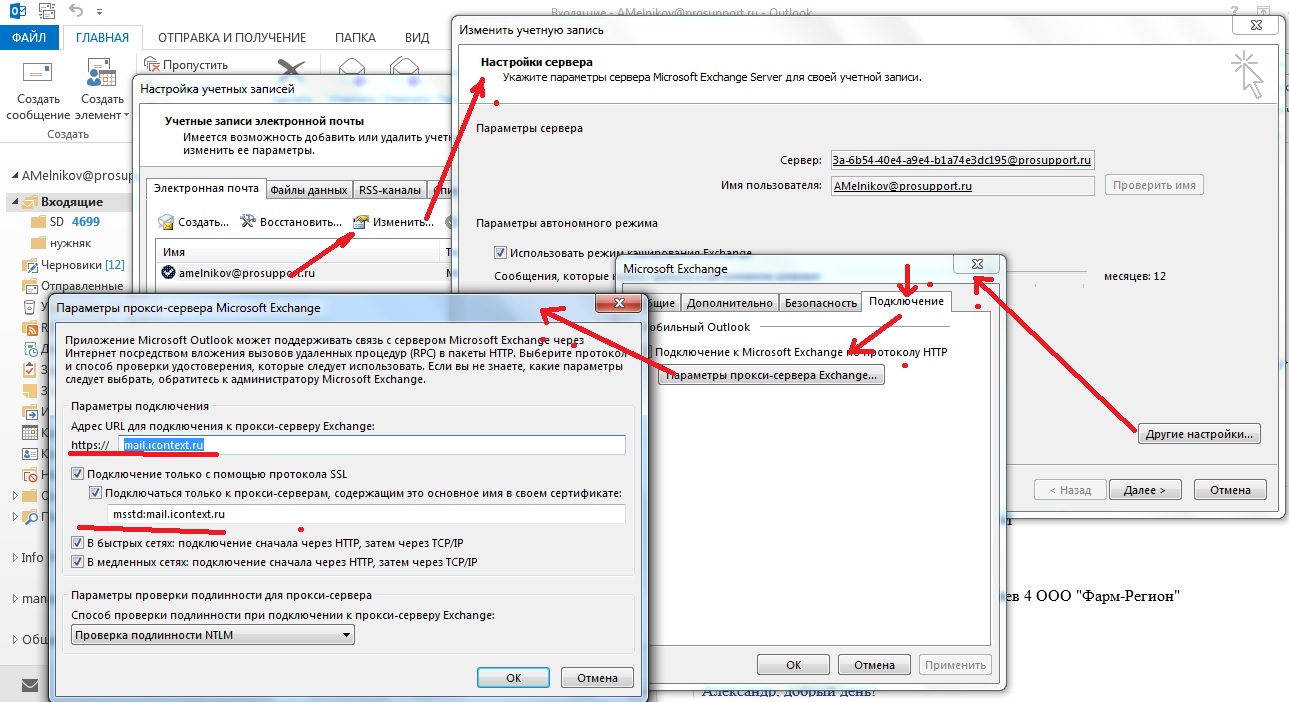 Входящие - AMelnikov@prosupport.ru - Outlook
ФАЙЛ
ГЛАВНАЯ
ОТПРАВКА И ПОЛУЧЕНИЕ
ПАПКА
ВИД
Создать сообщение
Создать элемент
Пропустить
Создать
AMelnikov@prosup
Входящие
SD 4699
нужняк
Черновики [12]
Отправленные
Info
man
Общ
Настройка учетных записей
Учетные записи электронной почты
Имеется возможность добавить или удалить учет
изменить ее параметры.
Электронная почта
Файлы данных
RSS-каналы
Спи
Создать...
Восстановить...
Изменить...
Имя
amelnikov@prosupport.ru
Изменить учетную запись
Настройки сервера
Укажите параметры сервера Microsoft Exchange Server для своей учетной записи.
Параметры сервера
Сервер:
3a-6b54-40e4-a9e4-b1a74e3dc195@prosupport.ru
Имя пользователя:
AMelnikov@prosupport.ru
Проверить имя
Параметры автономного режима
Использовать режим кэширования Exchange
Сообщения, которые
месяцев: 12
Другие настройки...
< Назад
Далее >
Отмена
Microsoft Exchange
бщие
Дополнительно
Безопасность
Подключение
обильный Outlook
Подключение к Microsoft Exchange по протоколу HTTP
Параметры прокси-сервера Exchange...
ОК
Отмена
Применить
Параметры прокси-сервера Microsoft Exchange
Приложение Microsoft Outlook может поддерживать связь с сервером Microsoft Exchange через
Интернет посредством вложения вызовов удаленных процедур (RPC) в пакеты HTTP. Выберите протокол
и способ проверки удостоверения, которые следует использовать. Если вы не знаете, какие параметры
следует выбрать, обратитесь к администратору Microsoft Exchange.
Параметры подключения
Адрес URL для подключения к прокси-серверу Exchange:
https:// mail.icontext.ru
Подключение только с помощью протокола SSL
Подключаться только к прокси-серверам, содержащим это основное имя в своем сертификате:
msstd:mail.icontext.ru
В быстрых сетях: подключение сначала через HTTP, затем через TCP/IP
В медленных сетях: подключение сначала через HTTP, затем через TCP/IP
Параметры проверки подлинности для прокси-сервера
Способ проверки подлинности при подключении к прокси-серверу Exchange:
Проверка подлинности NTLM
ОК
Отмена
ев 4 ООО "Фарм-Регион"
Александр, добрый день!